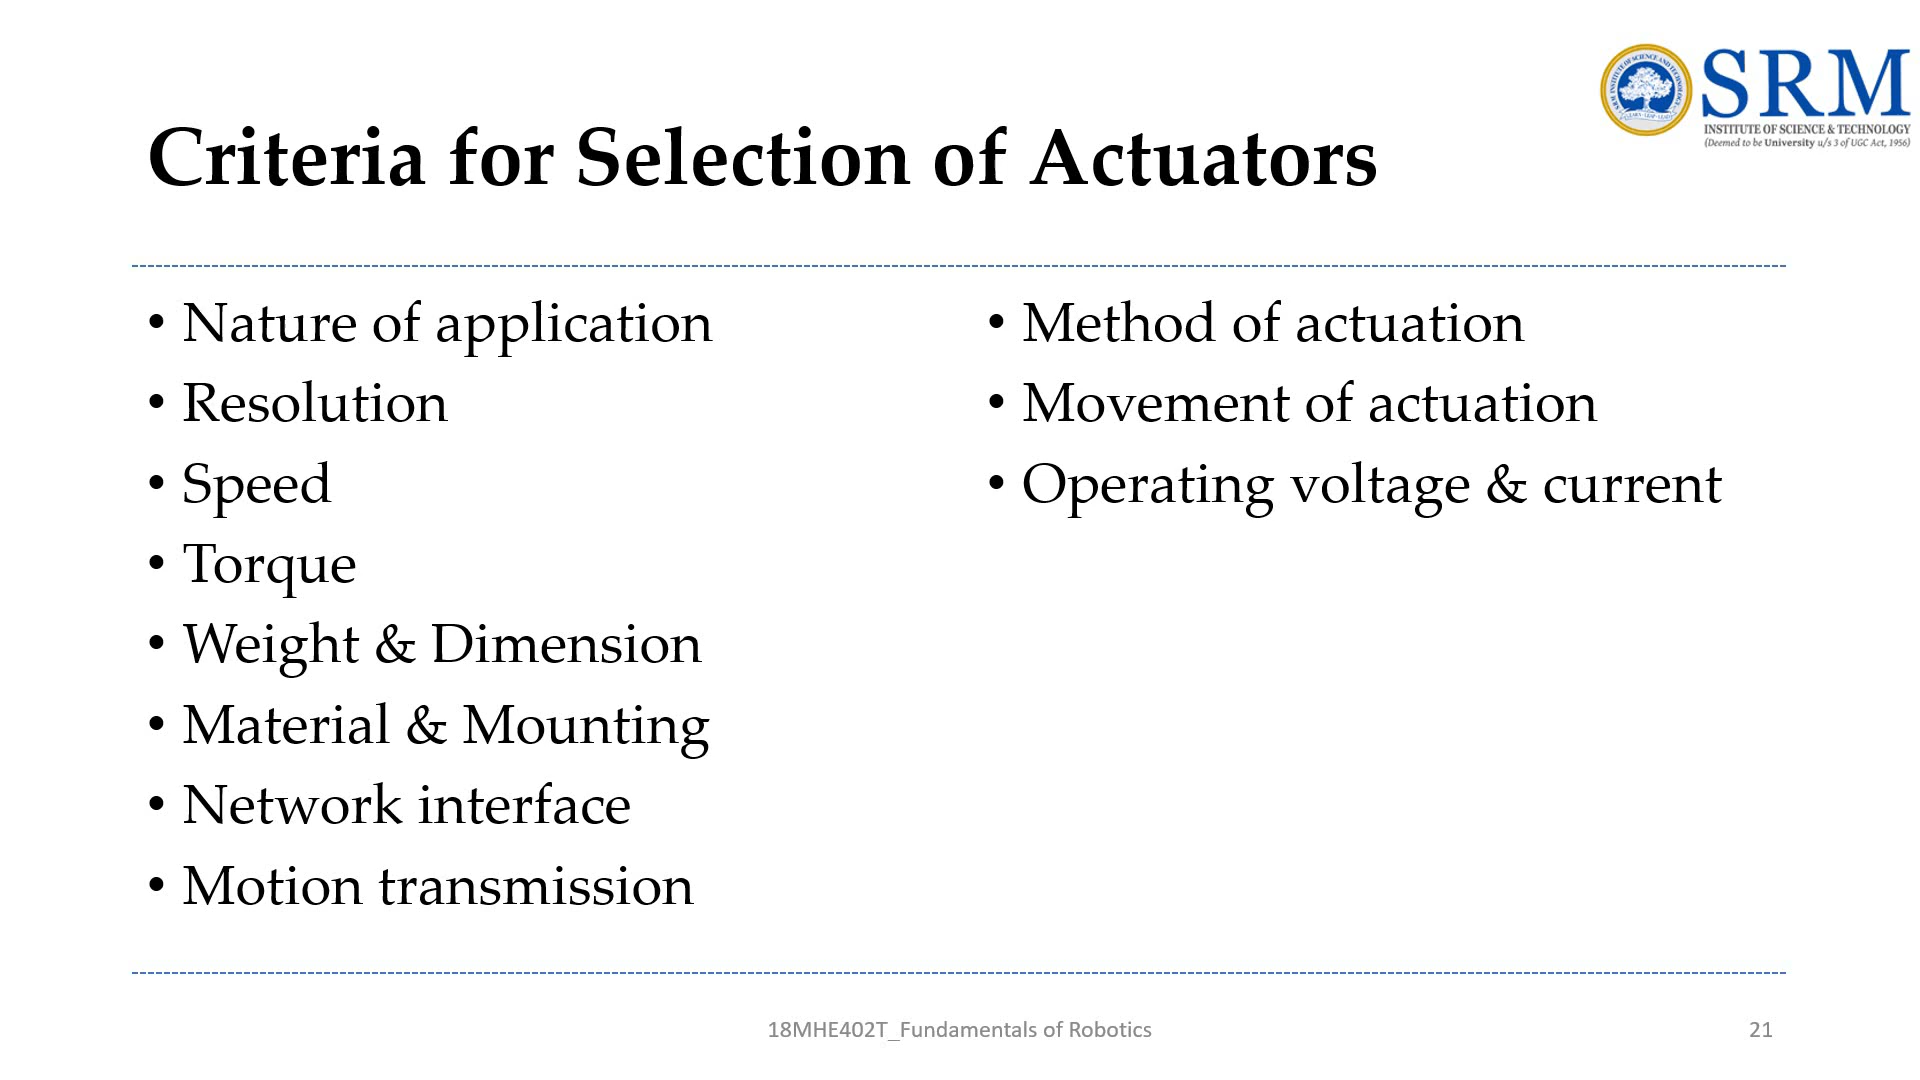 SRM
INSTITUTE OF SCIENCE & TECHNOLOGY
(Deemed to be University u/s 3 of UGC Act, 1956)
Criteria for Selection of Actuators
• Nature of application
• Resolution
• Speed
• Torque
• Weight & Dimension
• Material & Mounting
• Network interface
• Motion transmission
• Method of actuation
• Movement of actuation
• Operating voltage & current
18MHE402T_Fundamentals of Robotics
21